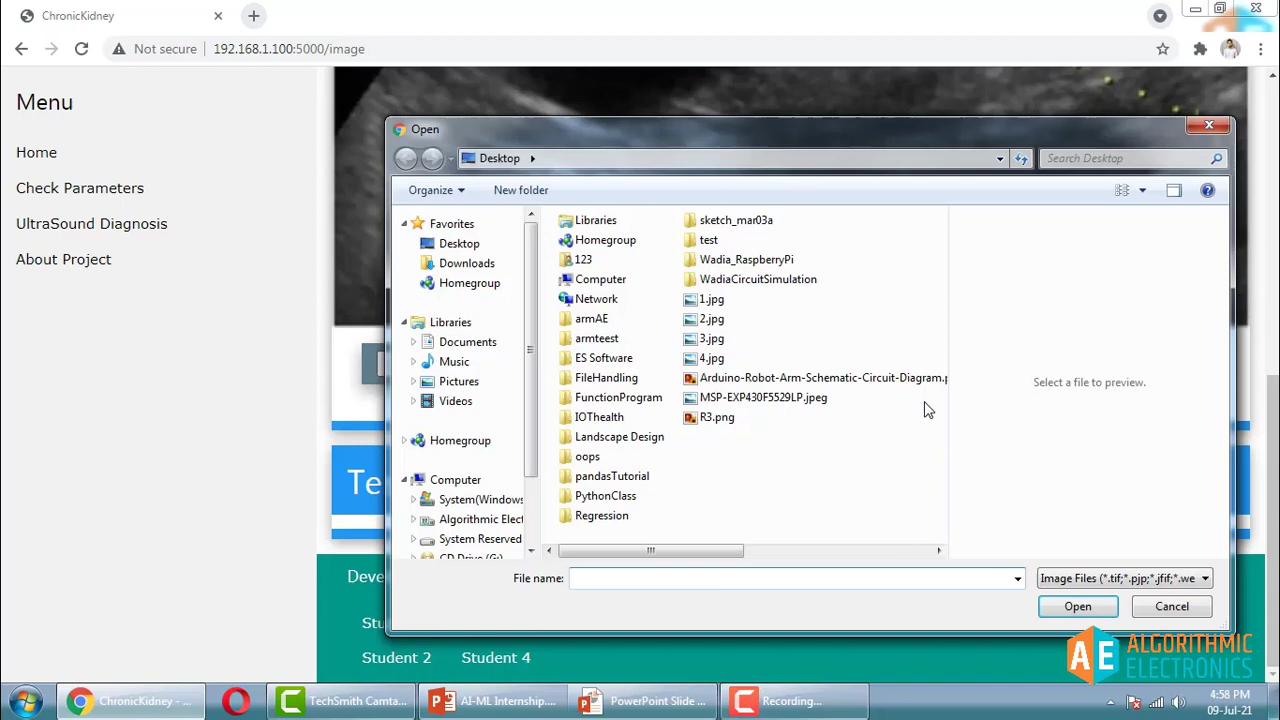 ChronicKidney
Not secure
192.168.1.100:5000/image
Menu
Home
Check Parameters
UltraSound Diagnosis
About Project
Open
Desktop
Search Desktop
Organize
New folder
Favorites
Desktop
Downloads
Homegroup
Libraries
Documents
Music
Pictures
Videos
Homegroup
Computer
System(Windows
Algorithmic Elect
System Reserved
CD Drive (G:)
Libraries
Homegroup
123
Computer
Network
armAE
armteest
ES Software
FileHandling
FunctionProgram
IOThealth
Landscape Design
oops
pandasTutorial
PythonClass
Regression
sketch_mar03a
test
Wadia_RaspberryPi
WadiaCircuitSimulation
1.jpg
2.jpg
3.jpg
4.jpg
Arduino-Robot-Arm-Schematic-Circuit-Diagram.p
MSP-EXP430F5529LP.jpeg
R3.png
Select a file to preview.
File name:
Image Files (*.tif;*.pjp;*.jfif;*.we
Open
Cancel
Te
Deve
Stu
Student 2
Student 4
AE ALGORITHMIC
ELECTRONICS
ChronicKidney - ...
TechSmith Camta...
AI-ML Internship....
PowerPoint Slide ...
Recording...
4:58 PM
09-Jul-21